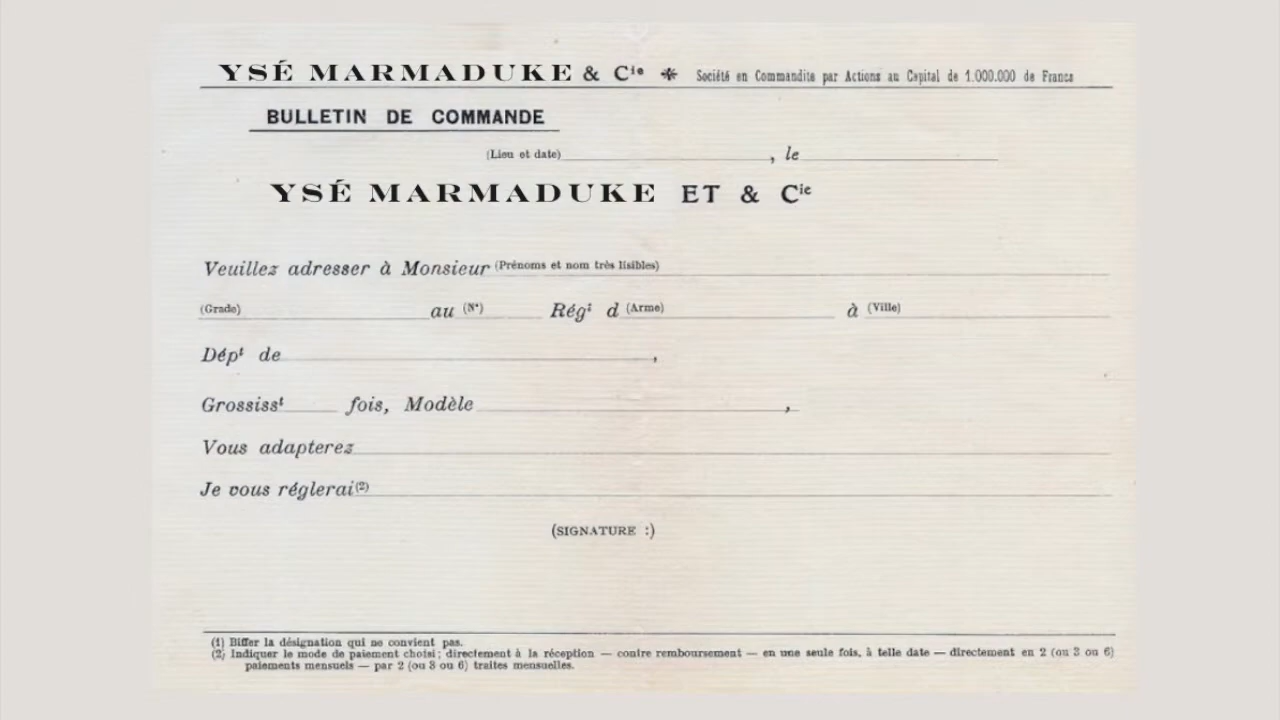 YSÉ MARMADUKE & Cie ✻ Société en Commandite par Actions au Capital de 1.000.000 de Francs
BULLETIN DE COMMANDE
(Lieu et date) , le
YSÉ MARMADUKE ET & Cie
Veuillez adresser à Monsieur (Prénoms et nom très lisibles)
(Grade) au (No) Régt d (Arme) à (Ville)
Dépt de ,
Grossisst fois, Modèle ,
Vous adapterez
Je vous réglerai (2)
(SIGNATURE :)
(1) Biffer la désignation qui ne convient pas.
(2) Indiquer le mode de paiement choisi; directement à la réception — contre remboursement — en une seule fois, à telle date — directement en 2 (ou 3 ou 6)
paiements mensuels — par 2 (ou 3 ou 6) traites mensuelles.